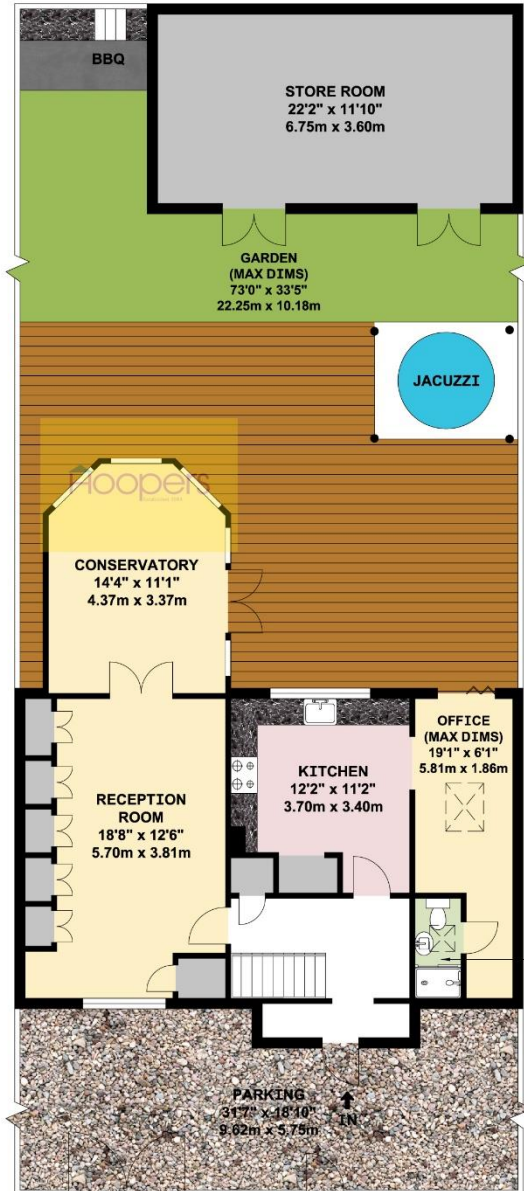 BBQ
STORE ROOM
22'2" x 11'10"
6.75m x 3.60m
GARDEN
(MAX DIMS)
73'0" x 33'5"
22.25m x 10.18m
JACUZZI
Hoopers
CONSERVATORY
14'4" x 11'1"
4.37m x 3.37m
OFFICE
(MAX DIMS)
19'1" x 6'1"
5.81m x 1.86m
KITCHEN
12'2" x 11'2"
3.70m x 3.40m
RECEPTION
ROOM
18'8" x 12'6"
5.70m x 3.81m
PARKING
31'7" x 18'10"
9.62m x 5.75m
IN